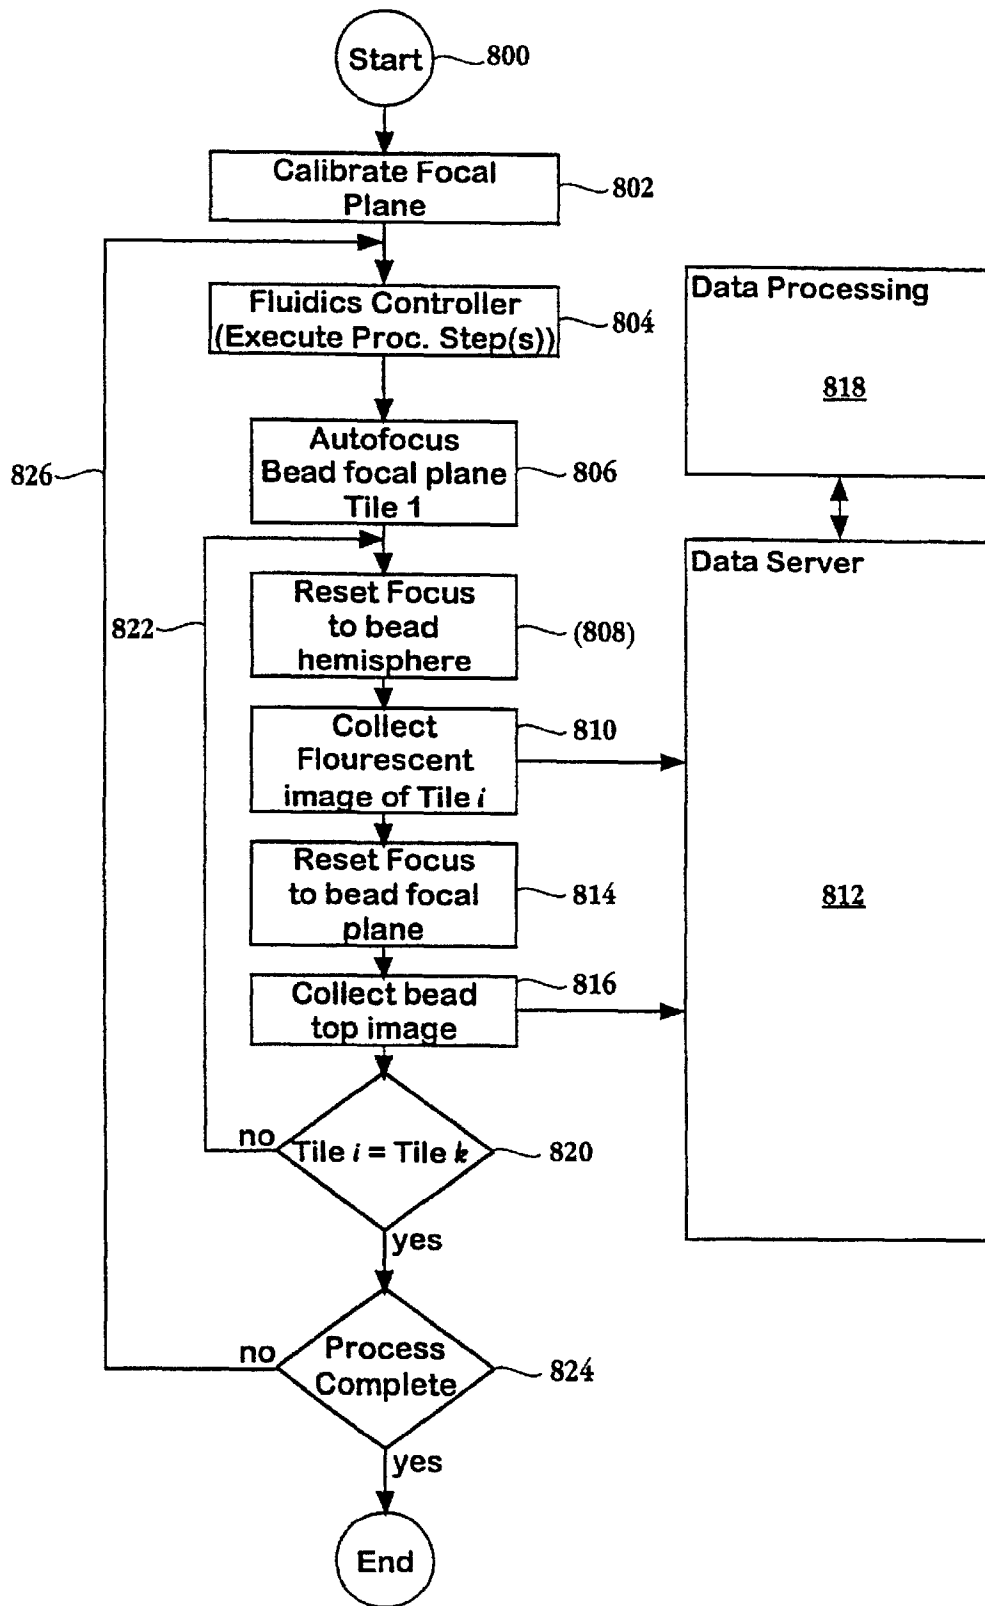 Start
800
Calibrate Focal
Plane
802
Fluidics Controller
(Execute Proc. Step(s))
804
Data Processing
818
Autofocus
Bead focal plane
Tile 1
806
826
Data Server
812
Reset Focus
to bead
hemisphere
(808)
822
Collect
Flourescent
image of Tile i
810
Reset Focus
to bead focal
plane
814
Collect bead
top image
816
no
Tile i = Tile k
820
yes
no
Process
Complete
824
yes
End